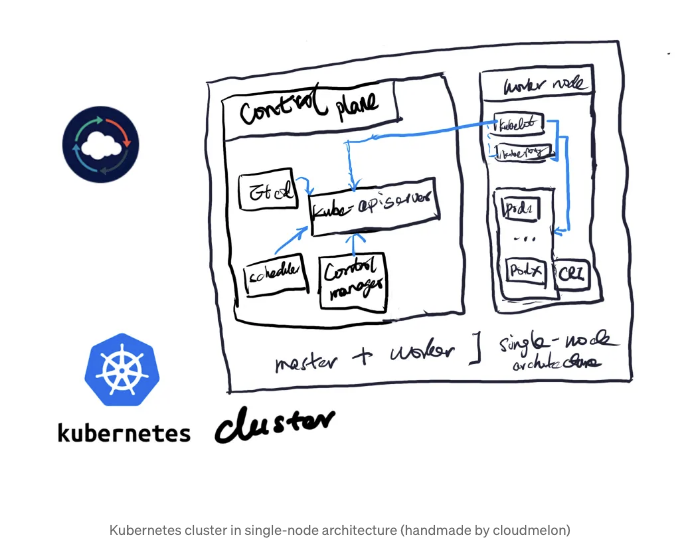 Control plane
Worker node
kubelet
kube proxy
Etcd
kube-apiserver
Pod1
...
scheduler
Control
manager
Podx
CRI
master + worker ] single-node
architecture
kubernetes cluster
Kubernetes cluster in single-node architecture (handmade by cloudmelon)